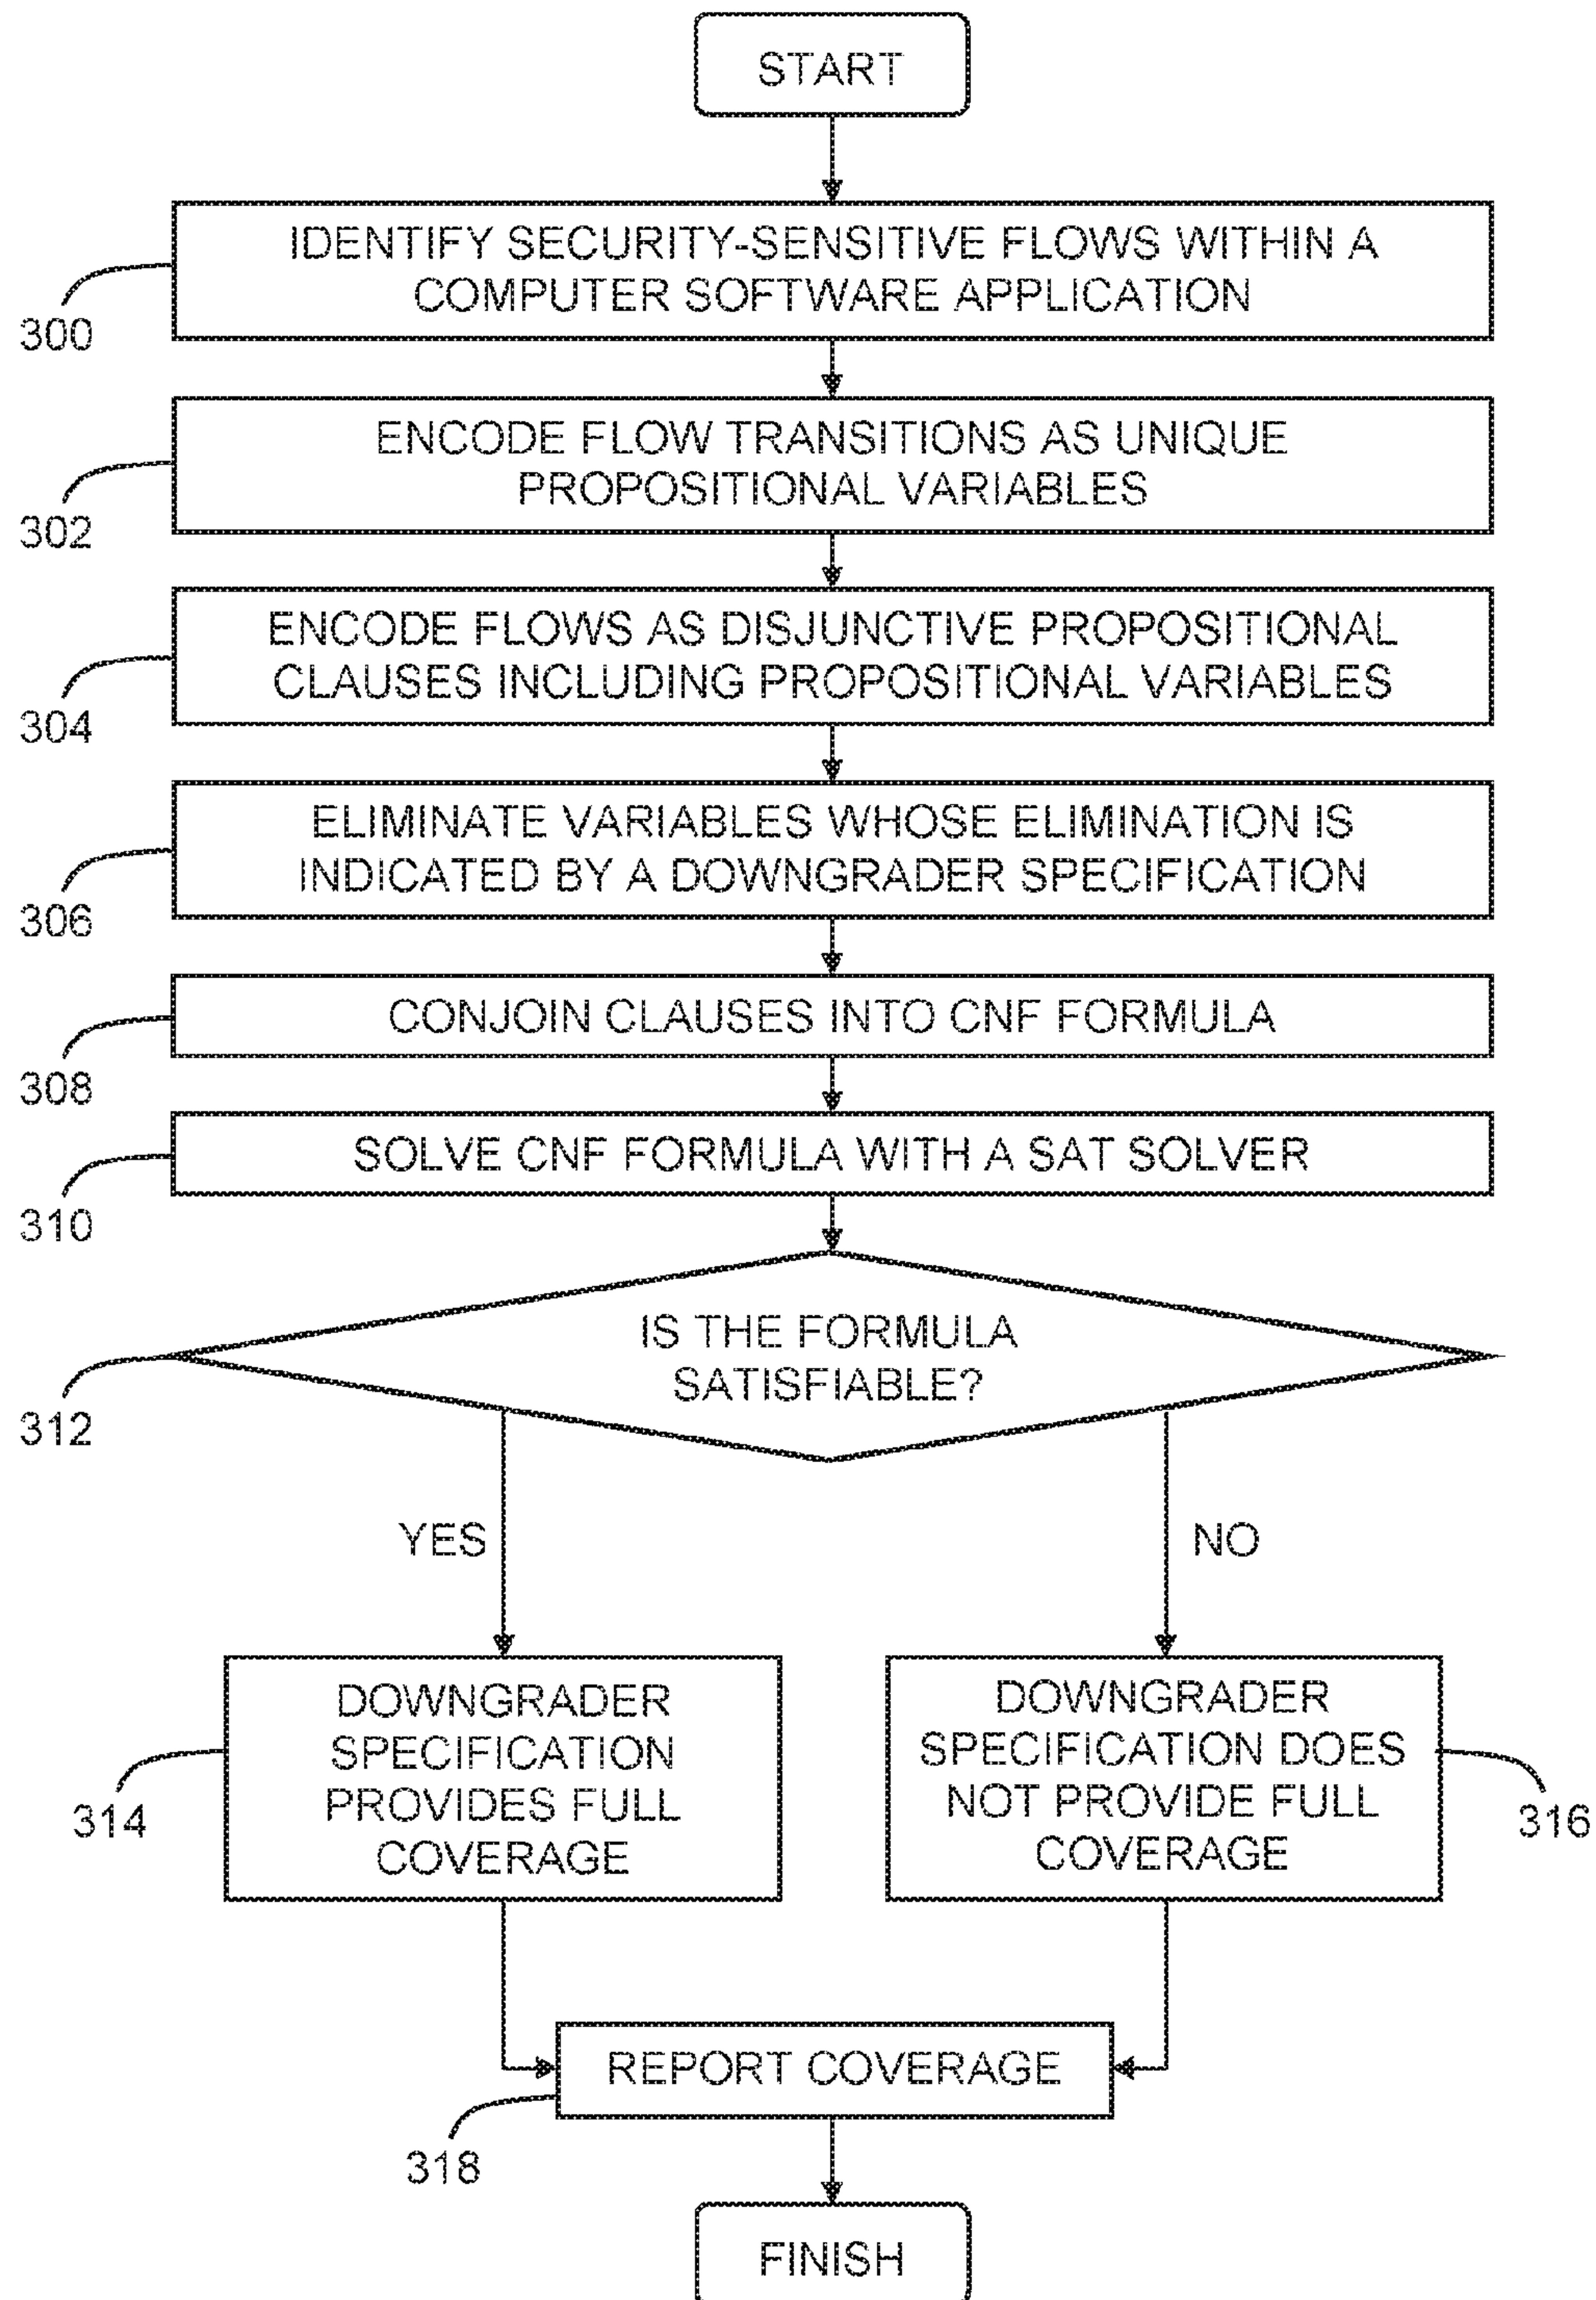 START
IDENTIFY SECURITY-SENSITIVE FLOWS WITHIN A
COMPUTER SOFTWARE APPLICATION
300
ENCODE FLOW TRANSITIONS AS UNIQUE
PROPOSITIONAL VARIABLES
302
ENCODE FLOWS AS DISJUNCTIVE PROPOSITIONAL
CLAUSES INCLUDING PROPOSITIONAL VARIABLES
304
ELIMINATE VARIABLES WHOSE ELIMINATION IS
INDICATED BY A DOWNGRADER SPECIFICATION
306
CONJOIN CLAUSES INTO CNF FORMULA
308
SOLVE CNF FORMULA WITH A SAT SOLVER
310
IS THE FORMULA
SATISFIABLE?
312
YES
NO
DOWNGRADER
SPECIFICATION
PROVIDES FULL
COVERAGE
314
DOWNGRADER
SPECIFICATION DOES
NOT PROVIDE FULL
COVERAGE
316
REPORT COVERAGE
318
FINISH